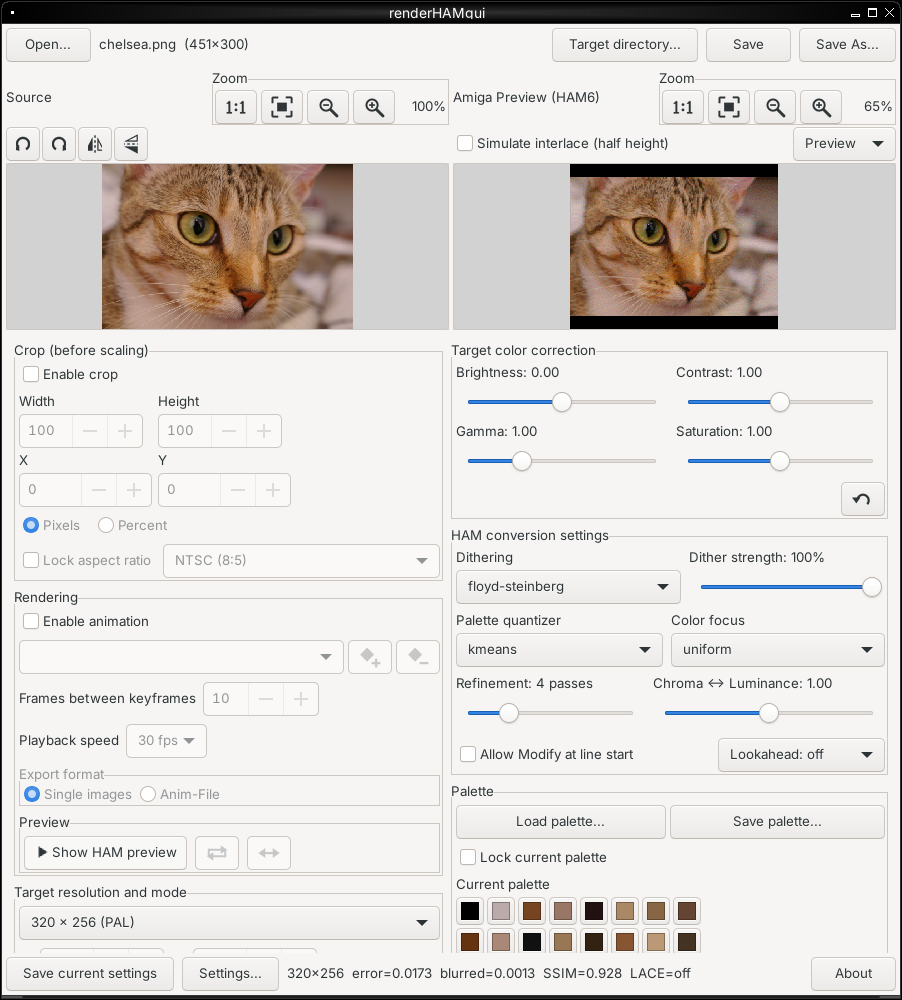 renderHAMgui
Open... chelsea.png (451×300) Target directory... Save Save As...
Source Zoom 1:1 100% Amiga Preview (HAM6) Zoom 1:1 65%
Simulate interlace (half height) Preview
Crop (before scaling)
Enable crop
Width Height
100 100
X Y
0 0
Pixels Percent
Lock aspect ratio NTSC (8:5)
Rendering
Enable animation
Frames between keyframes 10
Playback speed 30 fps
Export format
Single images Anim-File
Preview
Show HAM preview
Target resolution and mode
320 × 256 (PAL)
Target color correction
Brightness: 0.00 Contrast: 1.00
Gamma: 1.00 Saturation: 1.00
HAM conversion settings
Dithering Dither strength: 100%
floyd-steinberg
Palette quantizer Color focus
kmeans uniform
Refinement: 4 passes Chroma ↔ Luminance: 1.00
Allow Modify at line start Lookahead: off
Palette
Load palette... Save palette...
Lock current palette
Current palette
Save current settings Settings... 320×256 error=0.0173 blurred=0.0013 SSIM=0.928 LACE=off About